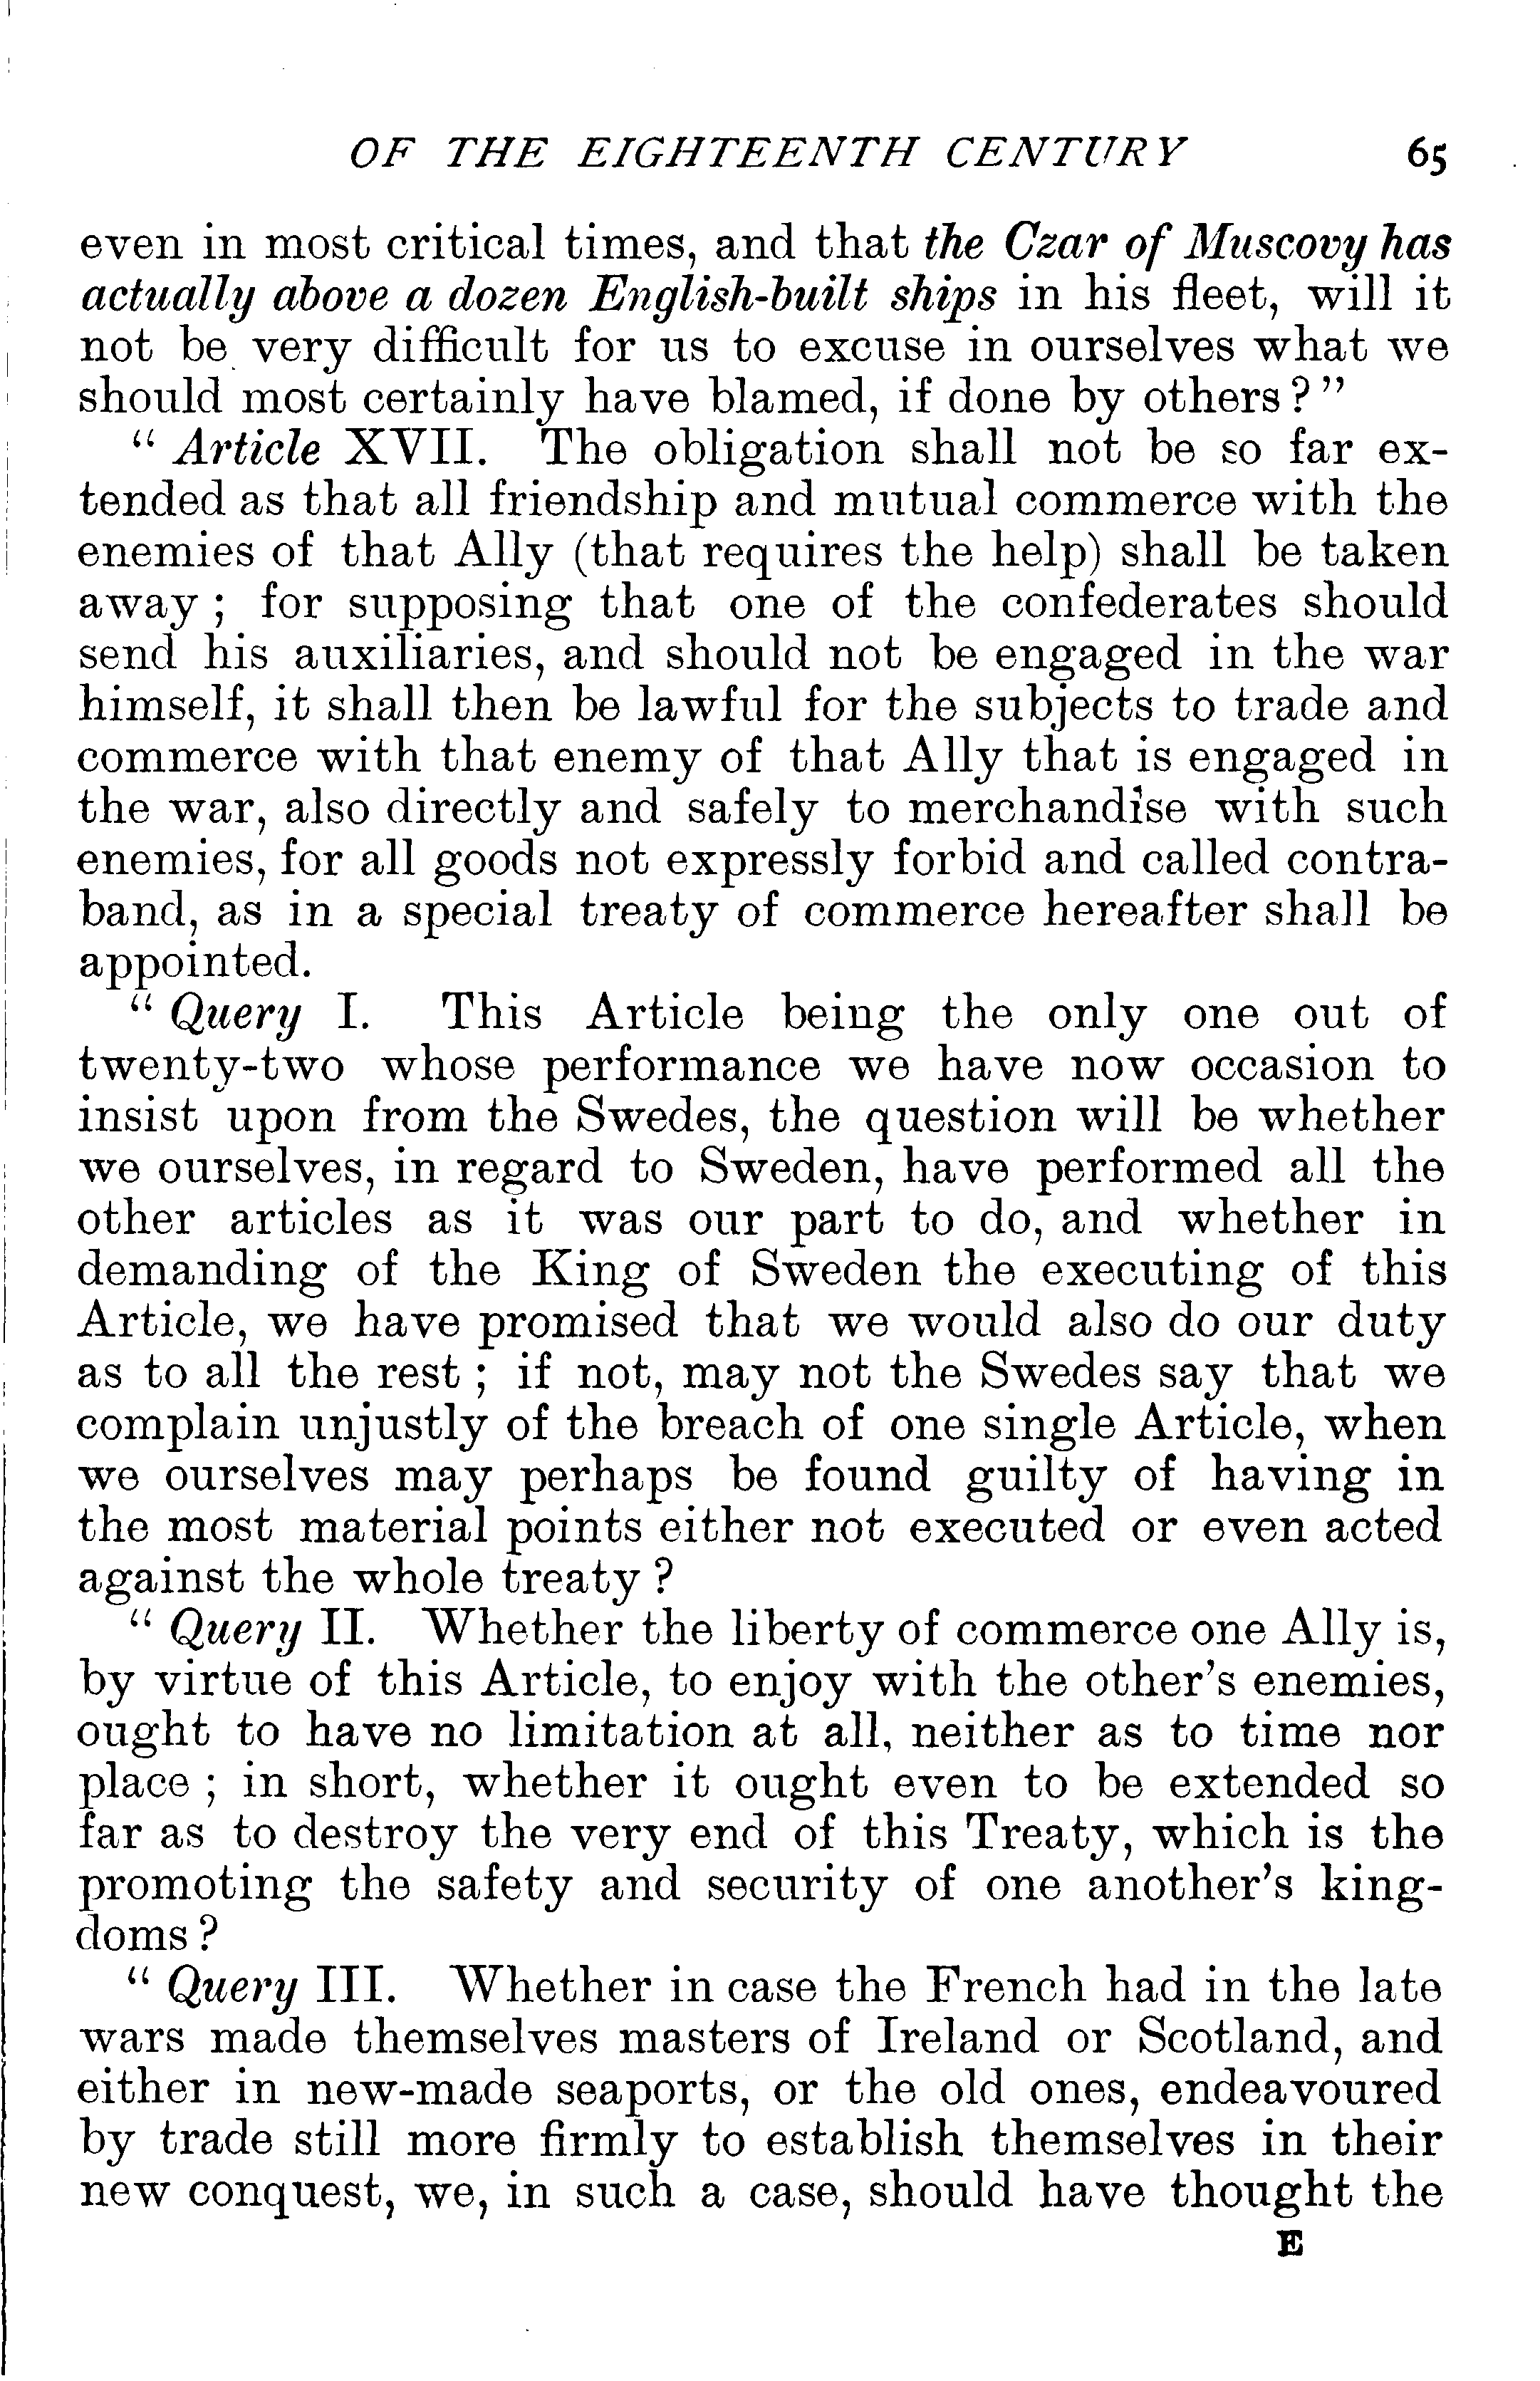 OF THE EIGHTEENTH CENTURY 65
even in most critical times, and that the Czar of Muscovy has
actually above a dozen English-built ships in his fleet, will it
not be very difficult for us to excuse in ourselves what we
should most certainly have blamed, if done by others ? ”
“ Article XVII. The obligation shall not be so far ex-
tended as that all friendship and mutual commerce with the
enemies of that Ally (that requires the help) shall be taken
away ; for supposing that one of the confederates should
send his auxiliaries, and should not be engaged in the war
himself, it shall then be lawful for the subjects to trade and
commerce with that enemy of that Ally that is engaged in
the war, also directly and safely to merchandise with such
enemies, for all goods not expressly forbid and called contra-
band, as in a special treaty of commerce hereafter shall be
appointed.
“ Query I. This Article being the only one out of
twenty-two whose performance we have now occasion to
insist upon from the Swedes, the question will be whether
we ourselves, in regard to Sweden, have performed all the
other articles as it was our part to do, and whether in
demanding of the King of Sweden the executing of this
Article, we have promised that we would also do our duty
as to all the rest ; if not, may not the Swedes say that we
complain unjustly of the breach of one single Article, when
we ourselves may perhaps be found guilty of having in
the most material points either not executed or even acted
against the whole treaty ?
“ Query II. Whether the liberty of commerce one Ally is,
by virtue of this Article, to enjoy with the other’s enemies,
ought to have no limitation at all, neither as to time nor
place ; in short, whether it ought even to be extended so
far as to destroy the very end of this Treaty, which is the
promoting the safety and security of one another’s king-
doms ?
“ Query III. Whether in case the French had in the late
wars made themselves masters of Ireland or Scotland, and
either in new-made seaports, or the old ones, endeavoured
by trade still more firmly to establish themselves in their
new conquest, we, in such a case, should have thought the
E